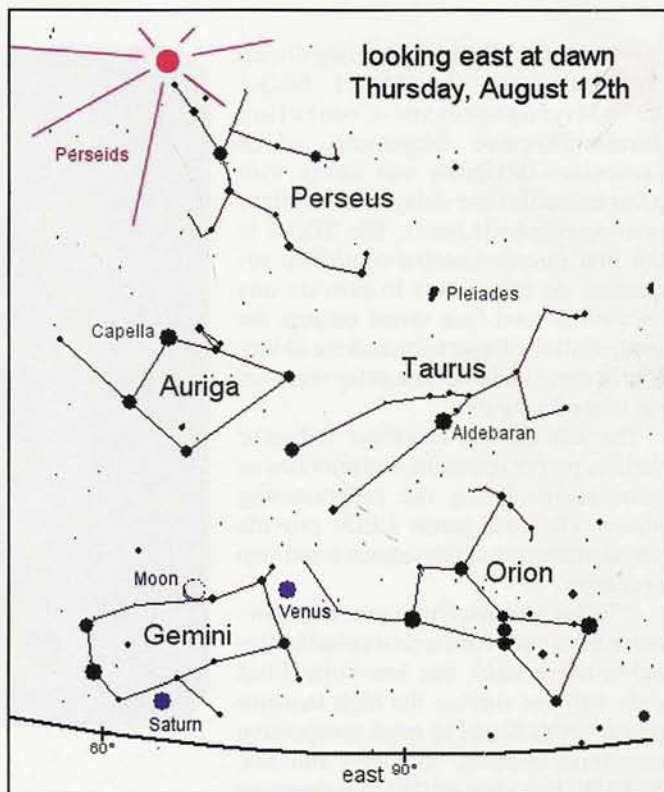 looking east at dawn
Thursday, August 12th
Perseids
Perseus
Pleiades
Capella
Auriga
Taurus
Aldebaran
Moon
Venus
Orion
Gemini
Saturn
60°
90°
east